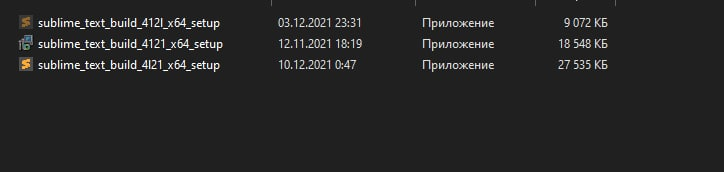 sublime_text_build_412l_x64_setup 03.12.2021 23:31 Приложение 9 072 КБ
sublime_text_build_4121_x64_setup 12.11.2021 18:19 Приложение 18 548 КБ
sublime_text_build_4l21_x64_setup 10.12.2021 0:47 Приложение 27 535 КБ